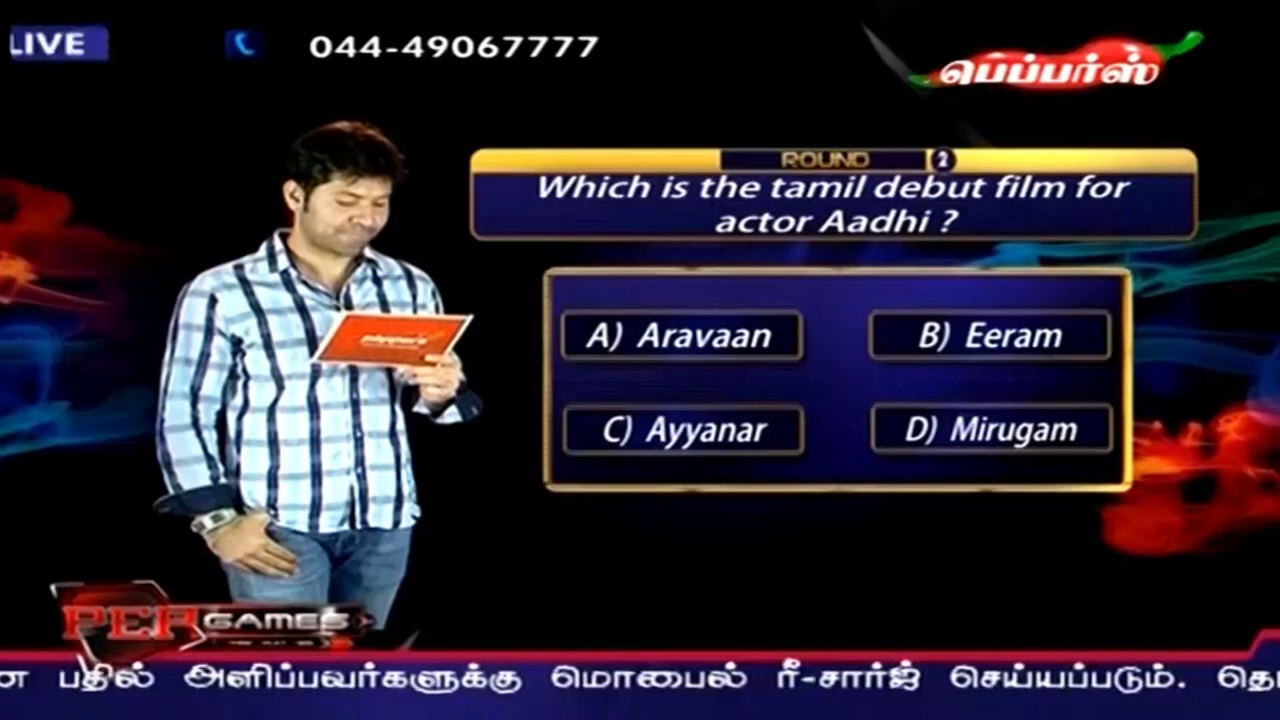 LIVE
044-49067777
பெப்பர்ஸ்
ROUND 2
Which is the tamil debut film for
actor Aadhi ?
A) Aravaan
B) Eeram
C) Ayyanar
D) Mirugam
peppers
PEP GAMES
பதில் அளிப்பவர்களுக்கு மொபைல் ரீ-சார்ஜ் செய்யப்படும்.